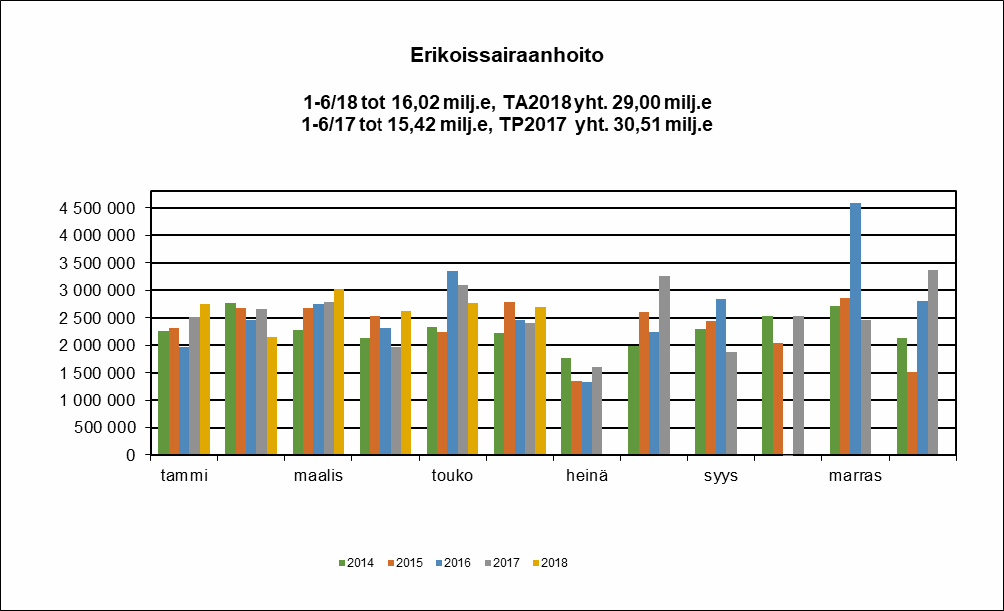 Erikoissairaanhoito
1-6/18 tot 16,02 milj.e, TA2018 yht. 29,00 milj.e
1-6/17 tot 15,42 milj.e, TP2017 yht. 30,51 milj.e
4 500 000
4 000 000
3 500 000
3 000 000
2 500 000
2 000 000
1 500 000
1 000 000
500 000
0
tammi maalis touko heinä syys marras
2014 2015 2016 2017 2018